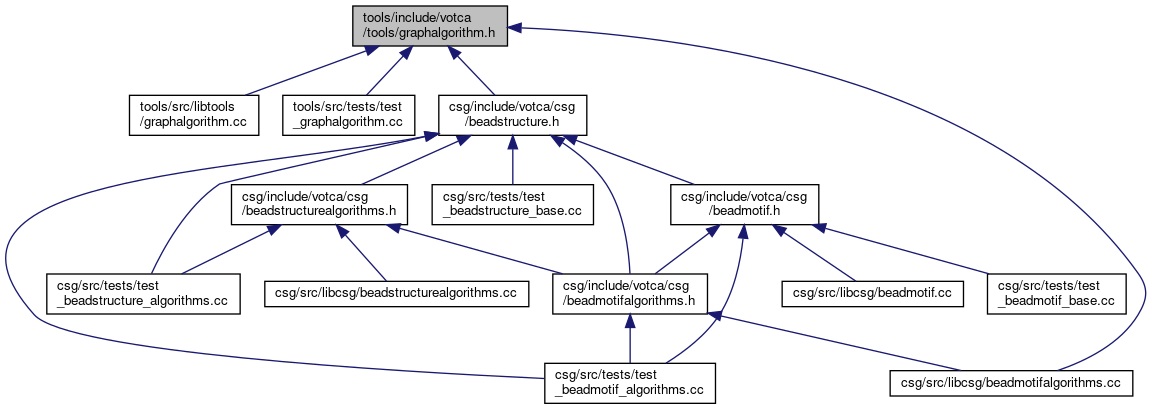 tools/include/votca
/tools/graphalgorithm.h
tools/src/libtools
/graphalgorithm.cc
tools/src/tests/test
_graphalgorithm.cc
csg/include/votca/csg
/beadstructure.h
csg/include/votca/csg
/beadstructurealgorithms.h
csg/src/tests/test
_beadstructure_base.cc
csg/include/votca/csg
/beadmotif.h
csg/src/tests/test
_beadstructure_algorithms.cc
csg/src/libcsg/beadstructurealgorithms.cc
csg/include/votca/csg
/beadmotifalgorithms.h
csg/src/libcsg/beadmotif.cc
csg/src/tests/test
_beadmotif_base.cc
csg/src/tests/test
_beadmotif_algorithms.cc
csg/src/libcsg/beadmotifalgorithms.cc